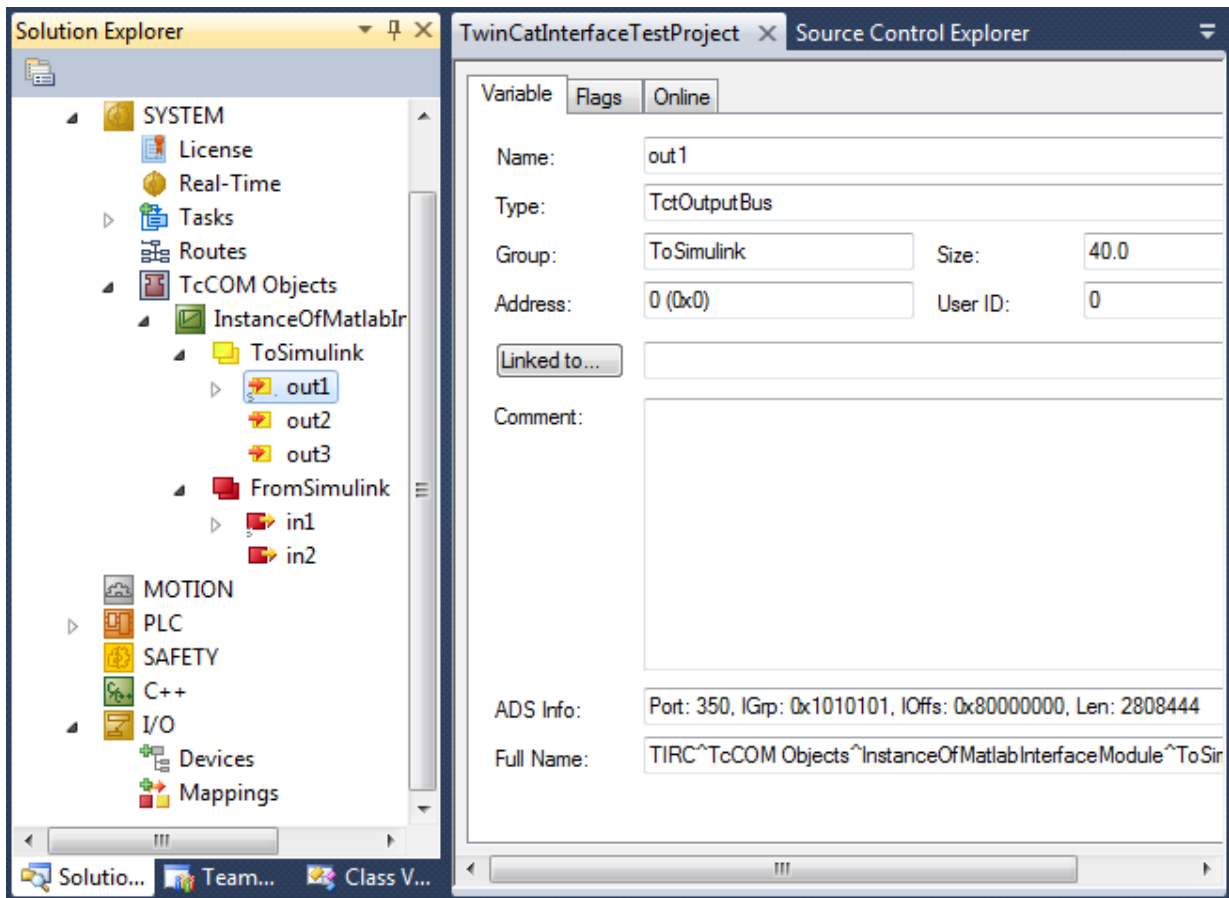 Solution Explorer
SYSTEM
License
Real-Time
Tasks
Routes
TcCOM Objects
InstanceOfMatlabIr
ToSimulink
out1
out2
out3
FromSimulink
in1
in2
MOTION
PLC
SAFETY
C++
I/O
Devices
Mappings
Solutio...
Team...
Class V...
TwinCatInterfaceTestProject
Source Control Explorer
Variable
Flags
Online
Name: out1
Type: TctOutputBus
Group: ToSimulink Size: 40.0
Address: 0 (0x0) User ID: 0
Linked to...
Comment:
ADS Info: Port: 350, IGrp: 0x1010101, IOffs: 0x80000000, Len: 2808444
Full Name: TIRC^TcCOM Objects^InstanceOfMatlabInterfaceModule^ToSir